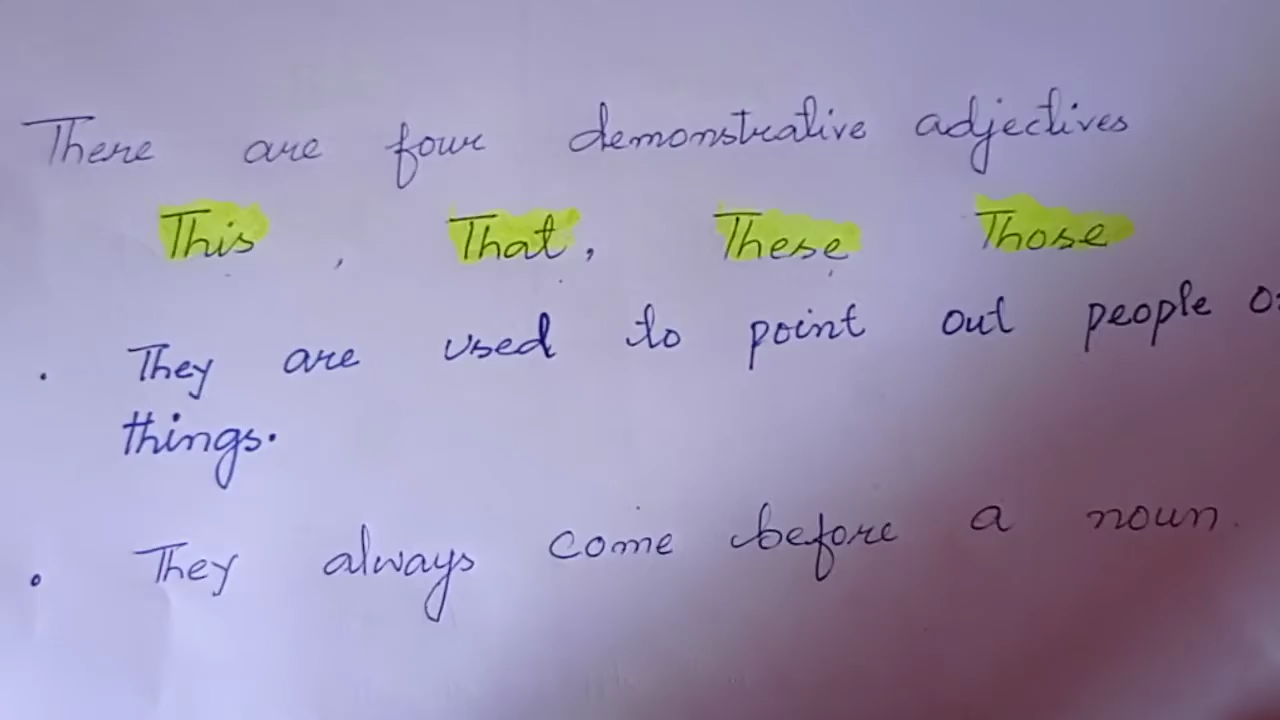 There are four demonstrative adjectives
This , That, These Those
. They are used to point out people
things.
. They always come before a noun.